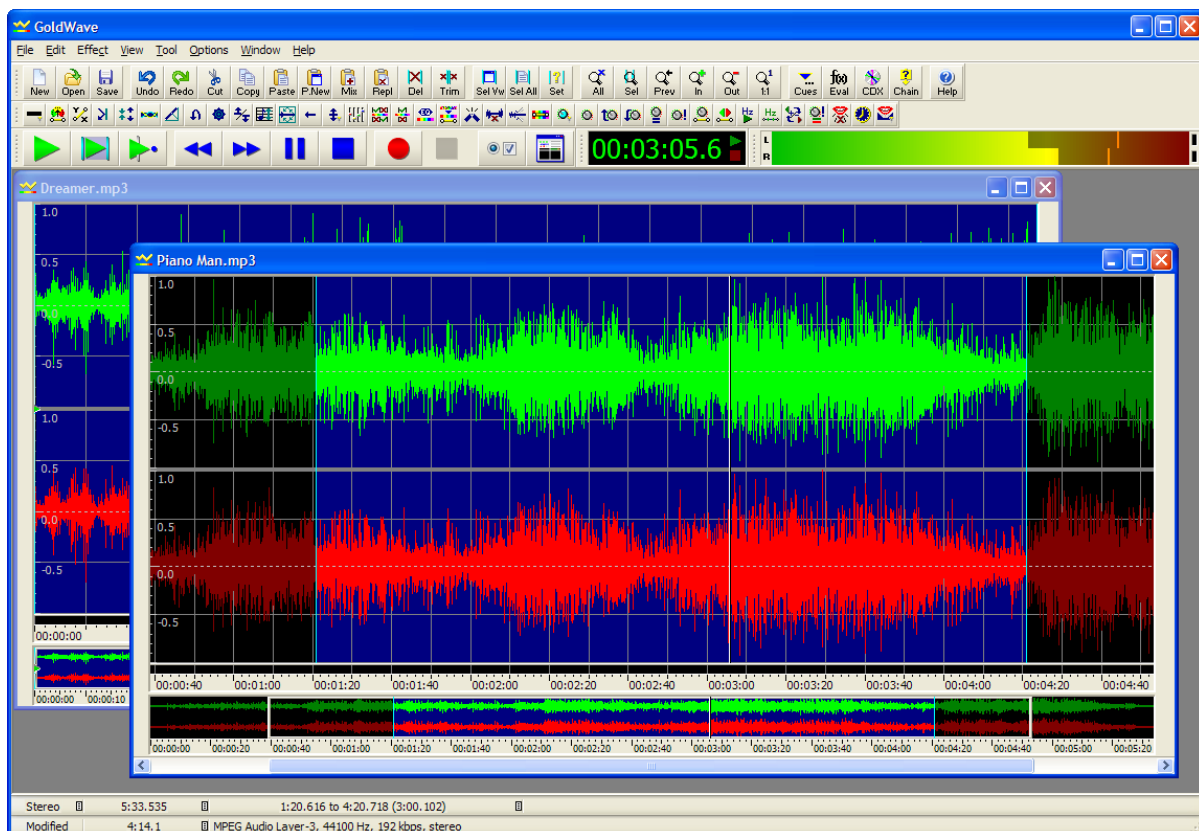 GoldWave
File Edit Effect View Tool Options Window Help
New Open Save Undo Redo Cut Copy Paste P.New Mix Repl Del Trim Sel Vw Sel All Set All Sel Prev In Out 1:1 Cues Eval CDX Chain Help
00:03:05.6
L
R
Dreamer.mp3
1.0
0.5
0.0
-0.5
1.0
0.5
0.0
-0.5
00:00:00
00:00:00 00:00:10
Piano Man.mp3
1.0
0.5
0.0
-0.5
1.0
0.5
0.0
-0.5
00:00:40 00:01:00 00:01:20 00:01:40 00:02:00 00:02:20 00:02:40 00:03:00 00:03:20 00:03:40 00:04:00 00:04:20 00:04:40
00:00:00 00:00:20 00:00:40 00:01:00 00:01:20 00:01:40 00:02:00 00:02:20 00:02:40 00:03:00 00:03:20 00:03:40 00:04:00 00:04:20 00:04:40 00:05:00 00:05:20
Stereo 5:33.535 1:20.616 to 4:20.718 (3:00.102)
Modified 4:14.1 MPEG Audio Layer-3, 44100 Hz, 192 kbps, stereo